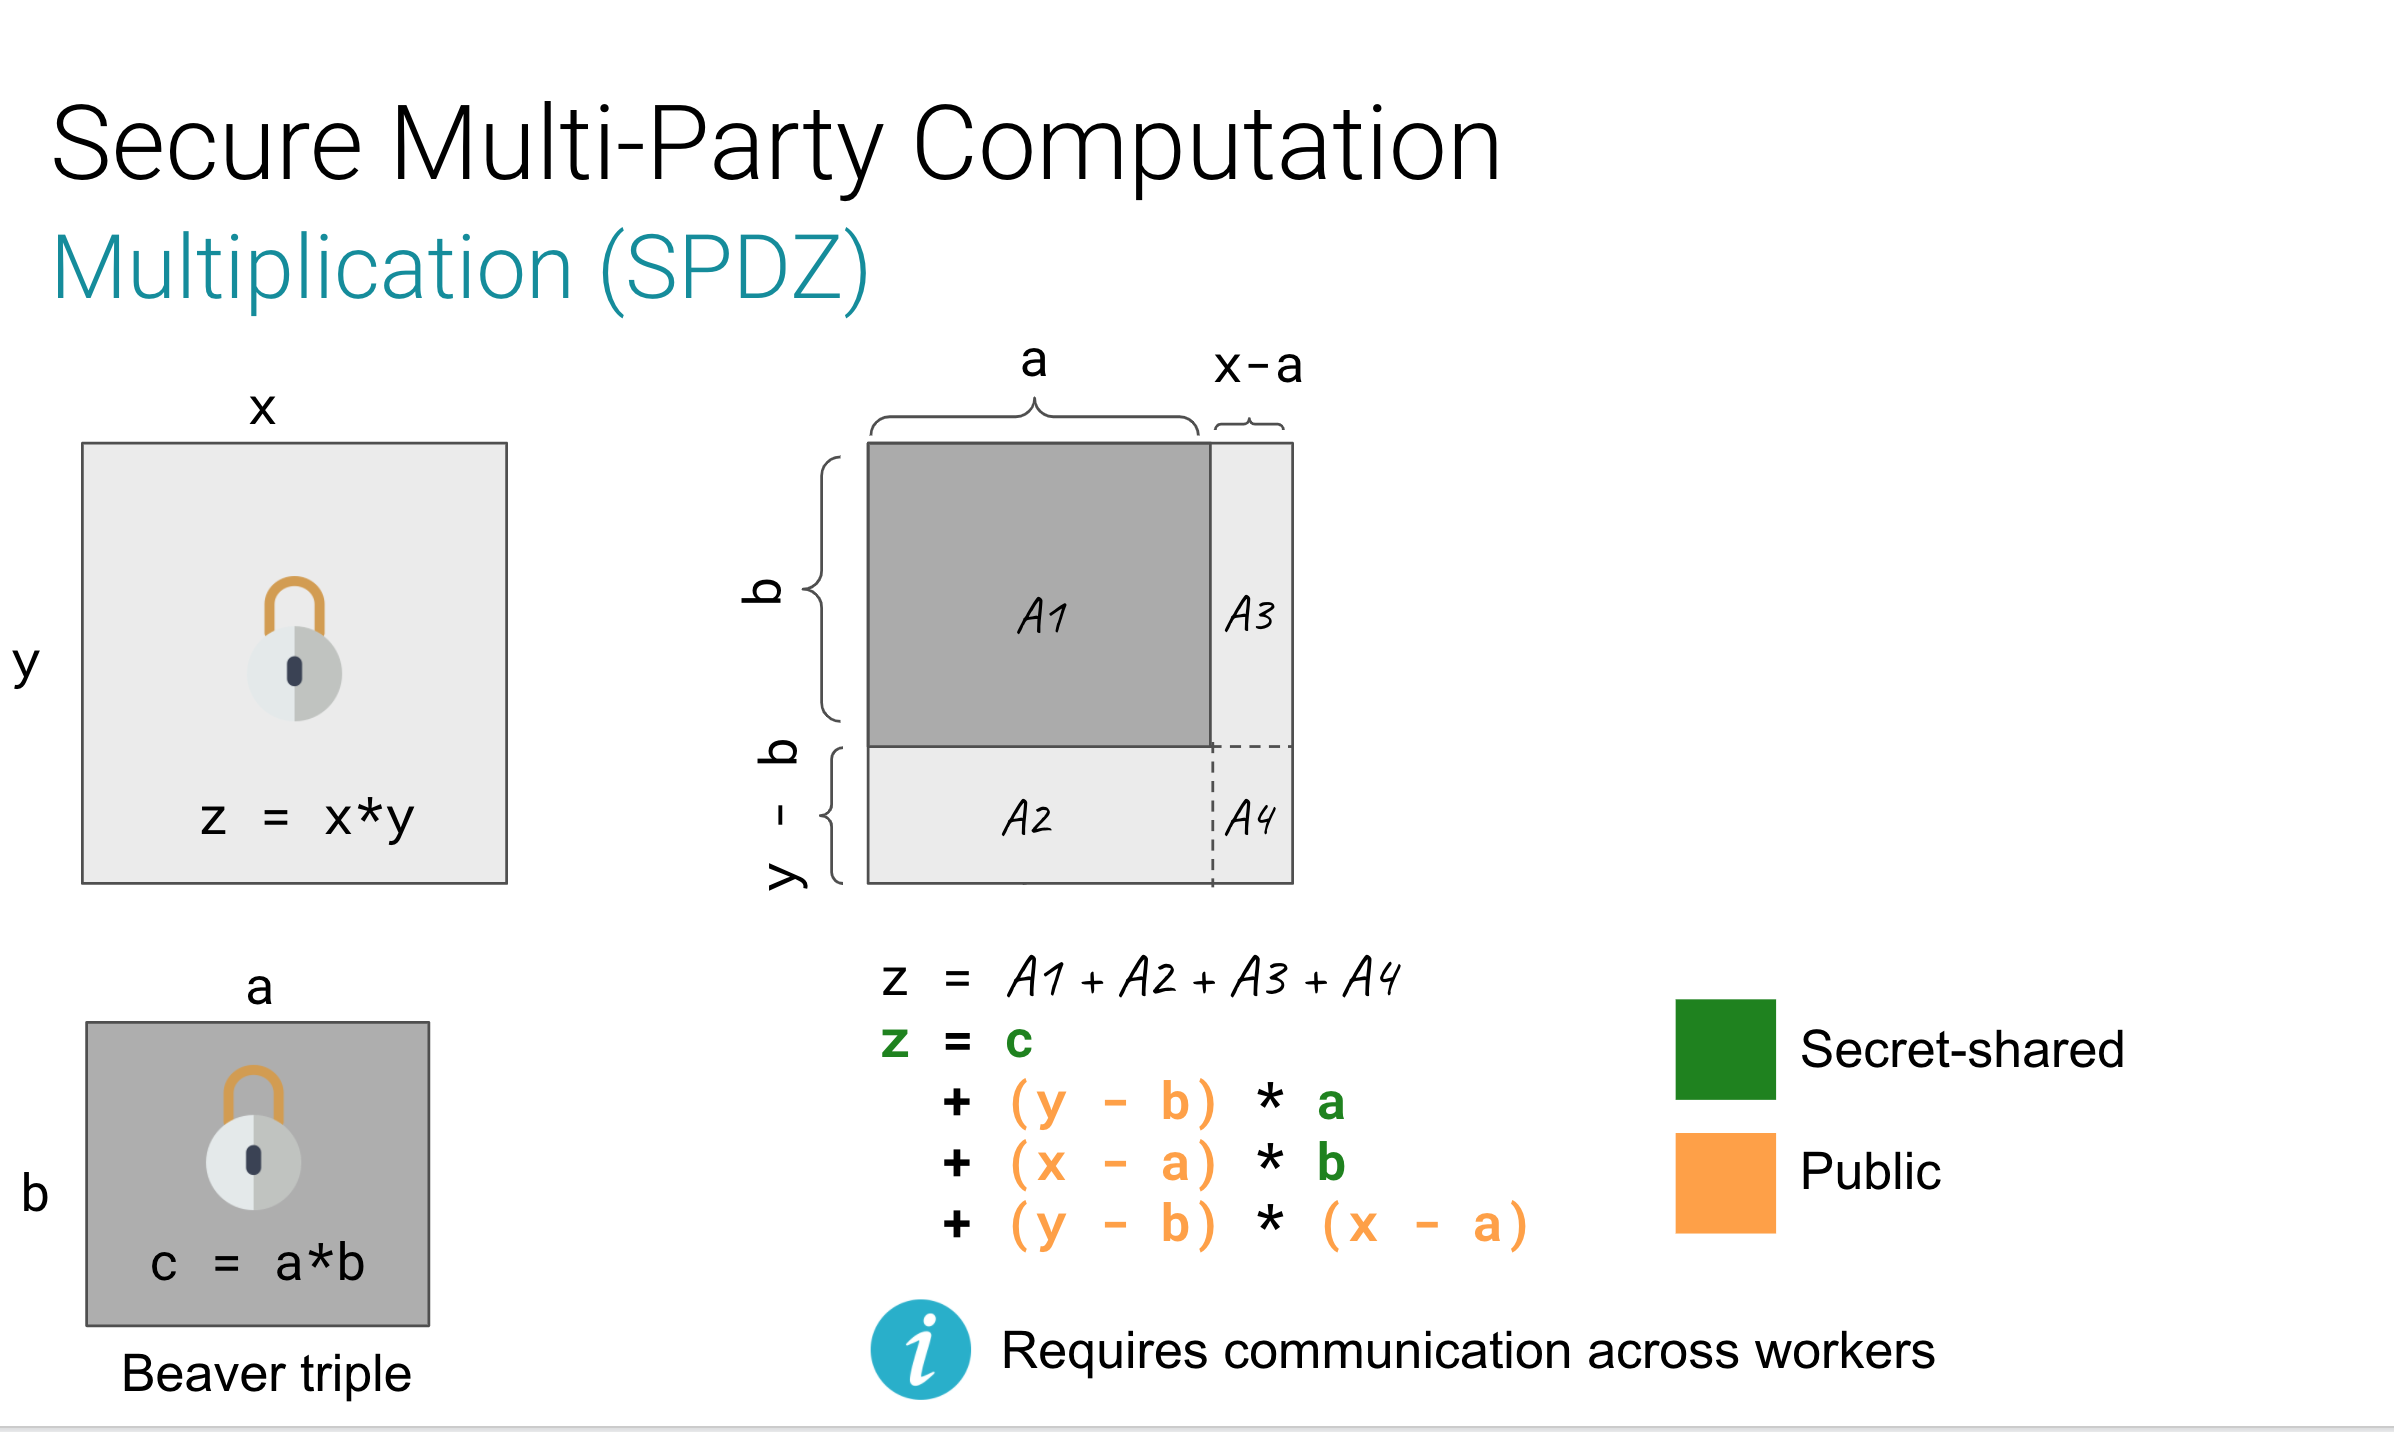 Secure Multi-Party Computation
Multiplication (SPDZ)
x
y
z = x*y
a
b
c = a*b
Beaver triple
a
x-a
b
y - b
A1
A3
A2
A4
z = A1 + A2 + A3 + A4
z = c
+ (y - b) * a
+ (x - a) * b
+ (y - b) * (x - a)
Secret-shared
Public
i
Requires communication across workers